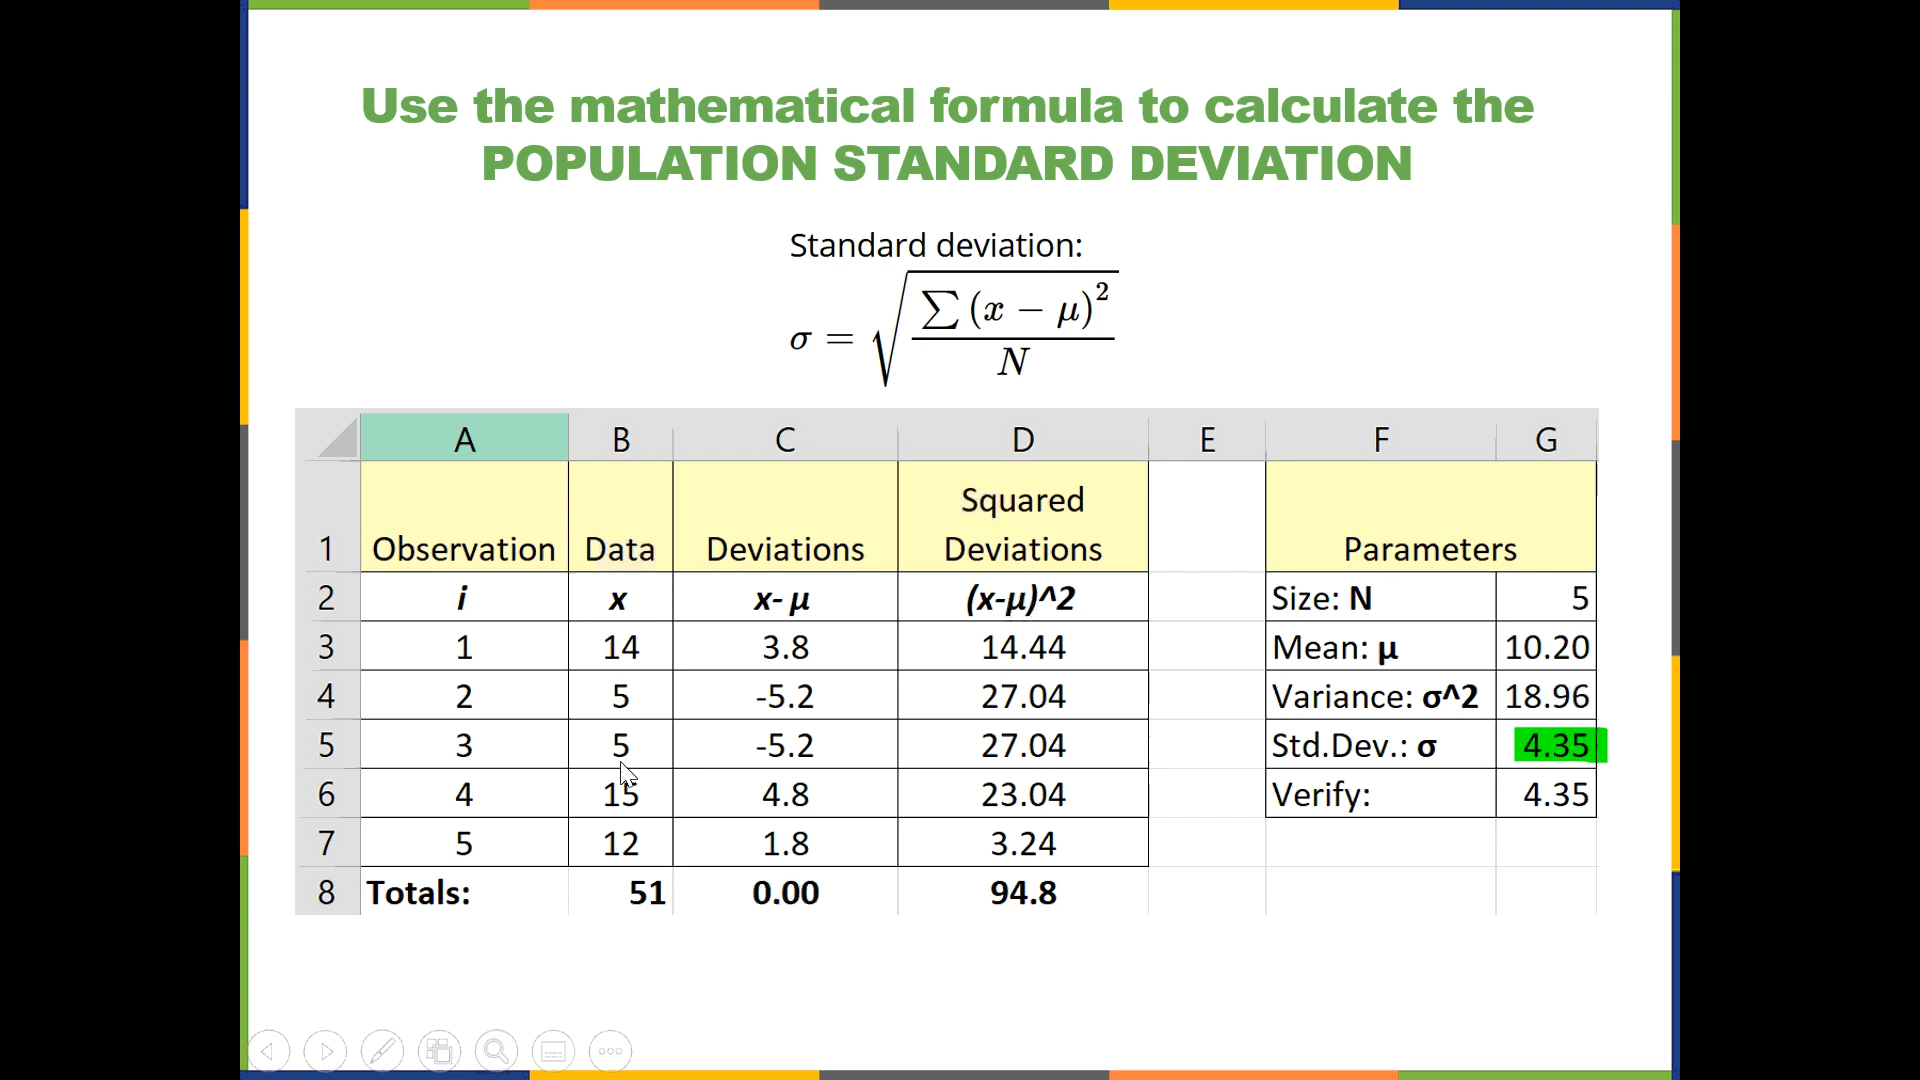 Use the mathematical formula to calculate the
POPULATION STANDARD DEVIATION
Standard deviation:
σ = √(∑(x − μ)² / N)
A B C D E F G
1 Observation Data Deviations Squared Deviations Parameters
2 i x x- μ (x-μ)^2 Size: N 5
3 1 14 3.8 14.44 Mean: μ 10.20
4 2 5 -5.2 27.04 Variance: σ^2 18.96
5 3 5 -5.2 27.04 Std.Dev.: σ 4.35
6 4 15 4.8 23.04 Verify: 4.35
7 5 12 1.8 3.24
8 Totals: 51 0.00 94.8